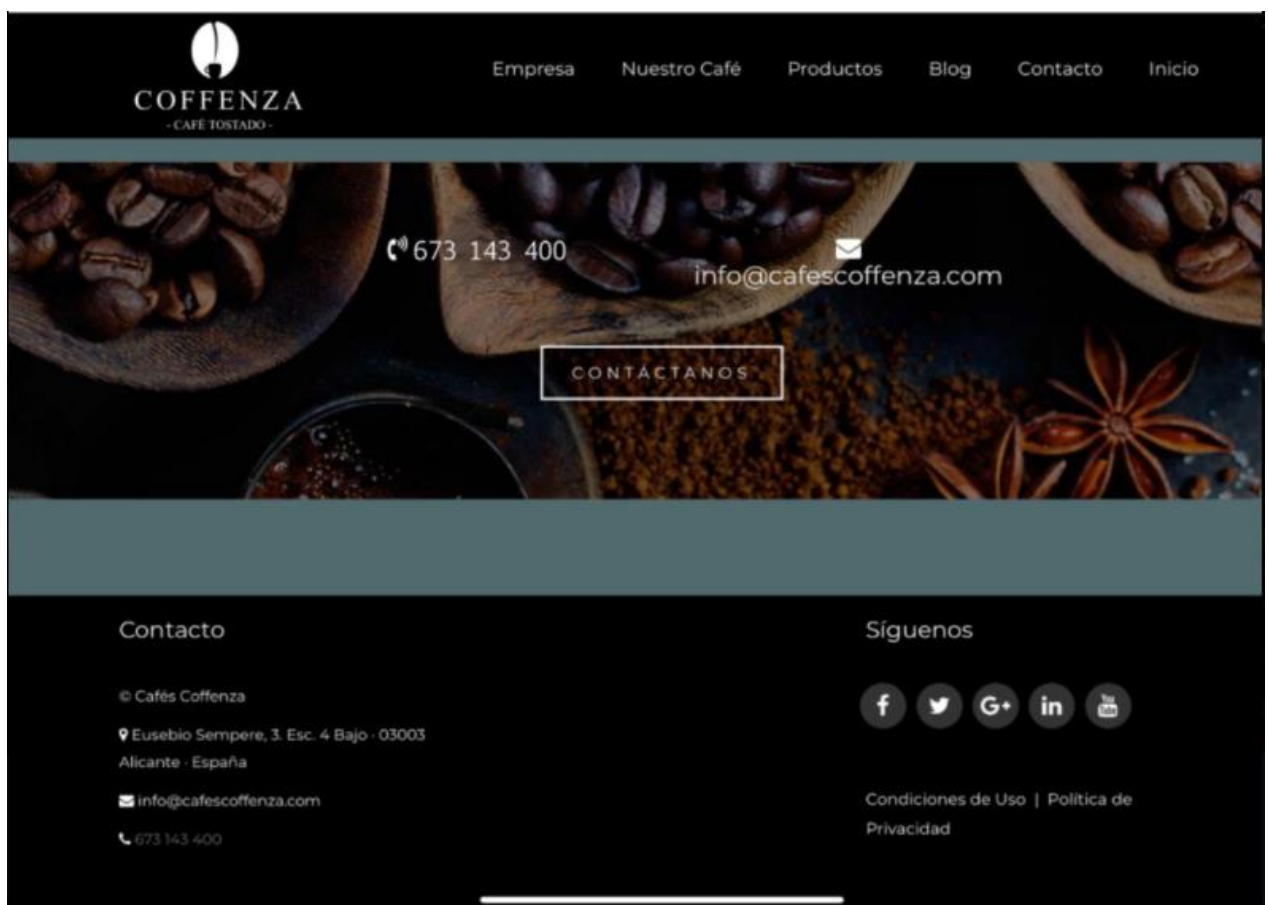 COFFENZA
- CAFÉ TOSTADO -
Empresa Nuestro Café Productos Blog Contacto Inicio
673 143 400
info@cafescoffenza.com
CONTÁCTANOS
Contacto
© Cafés Coffenza
Eusebio Sempere, 3. Esc. 4 Bajo · 03003
Alicante · España
info@cafescoffenza.com
673 143 400
Síguenos
f G+ in You Tube
Condiciones de Uso | Política de
Privacidad